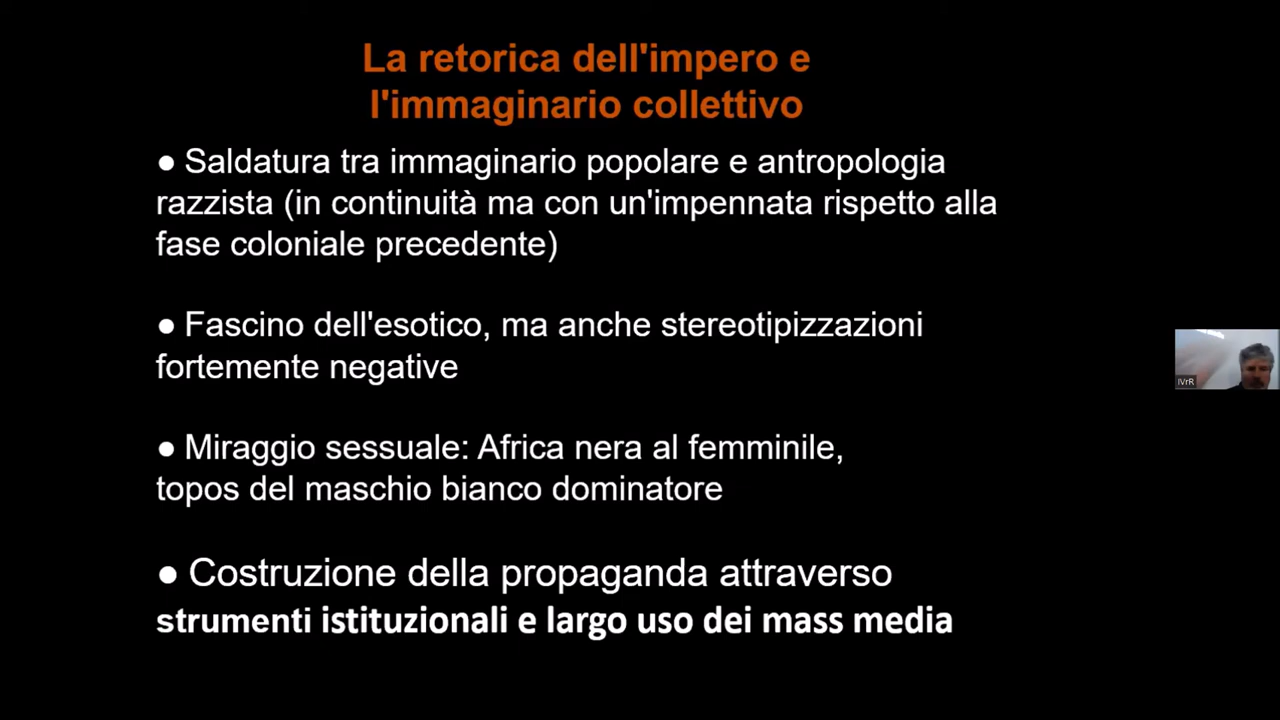 La retorica dell'impero e
l'immaginario collettivo
● Saldatura tra immaginario popolare e antropologia
razzista (in continuità ma con un'impennata rispetto alla
fase coloniale precedente)
● Fascino dell'esotico, ma anche stereotipizzazioni
fortemente negative
● Miraggio sessuale: Africa nera al femminile,
topos del maschio bianco dominatore
● Costruzione della propaganda attraverso
strumenti istituzionali e largo uso dei mass media
IVrR